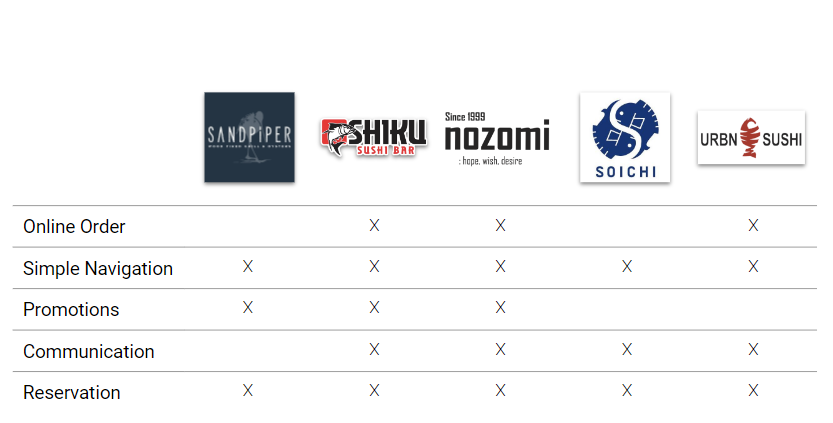 SANDPIPER
WOOD FIRED GRILL & OYSTERS
OSHIKU
SUSHI BAR
Since 1999
nozomi
: hope, wish, desire
SOICHI
URBN SUSHI
Online Order X X X
Simple Navigation X X X X X
Promotions X X X
Communication X X X X
Reservation X X X X X